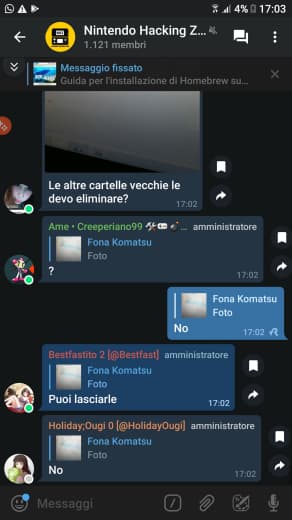 4% 17:03
Nintendo Hacking Z...
1.121 membri
Messaggio fissato
Guida per l'installazione di Homebrew su...
Le altre cartelle vecchie le
devo eliminare?
17:02
Ame • Creeperiano99 🛠🎮💣... amministratore
Fona Komatsu
Foto
?
17:02
Fona Komatsu
Foto
No
17:02
Bestfastito 2 [@Bestfast] amministratore
Fona Komatsu
Foto
Puoi lasciarle
17:02
Holiday;Ougi 0 [@HolidayOugi] amministratore
Fona Komatsu
Foto
No
17:02
Messaggi